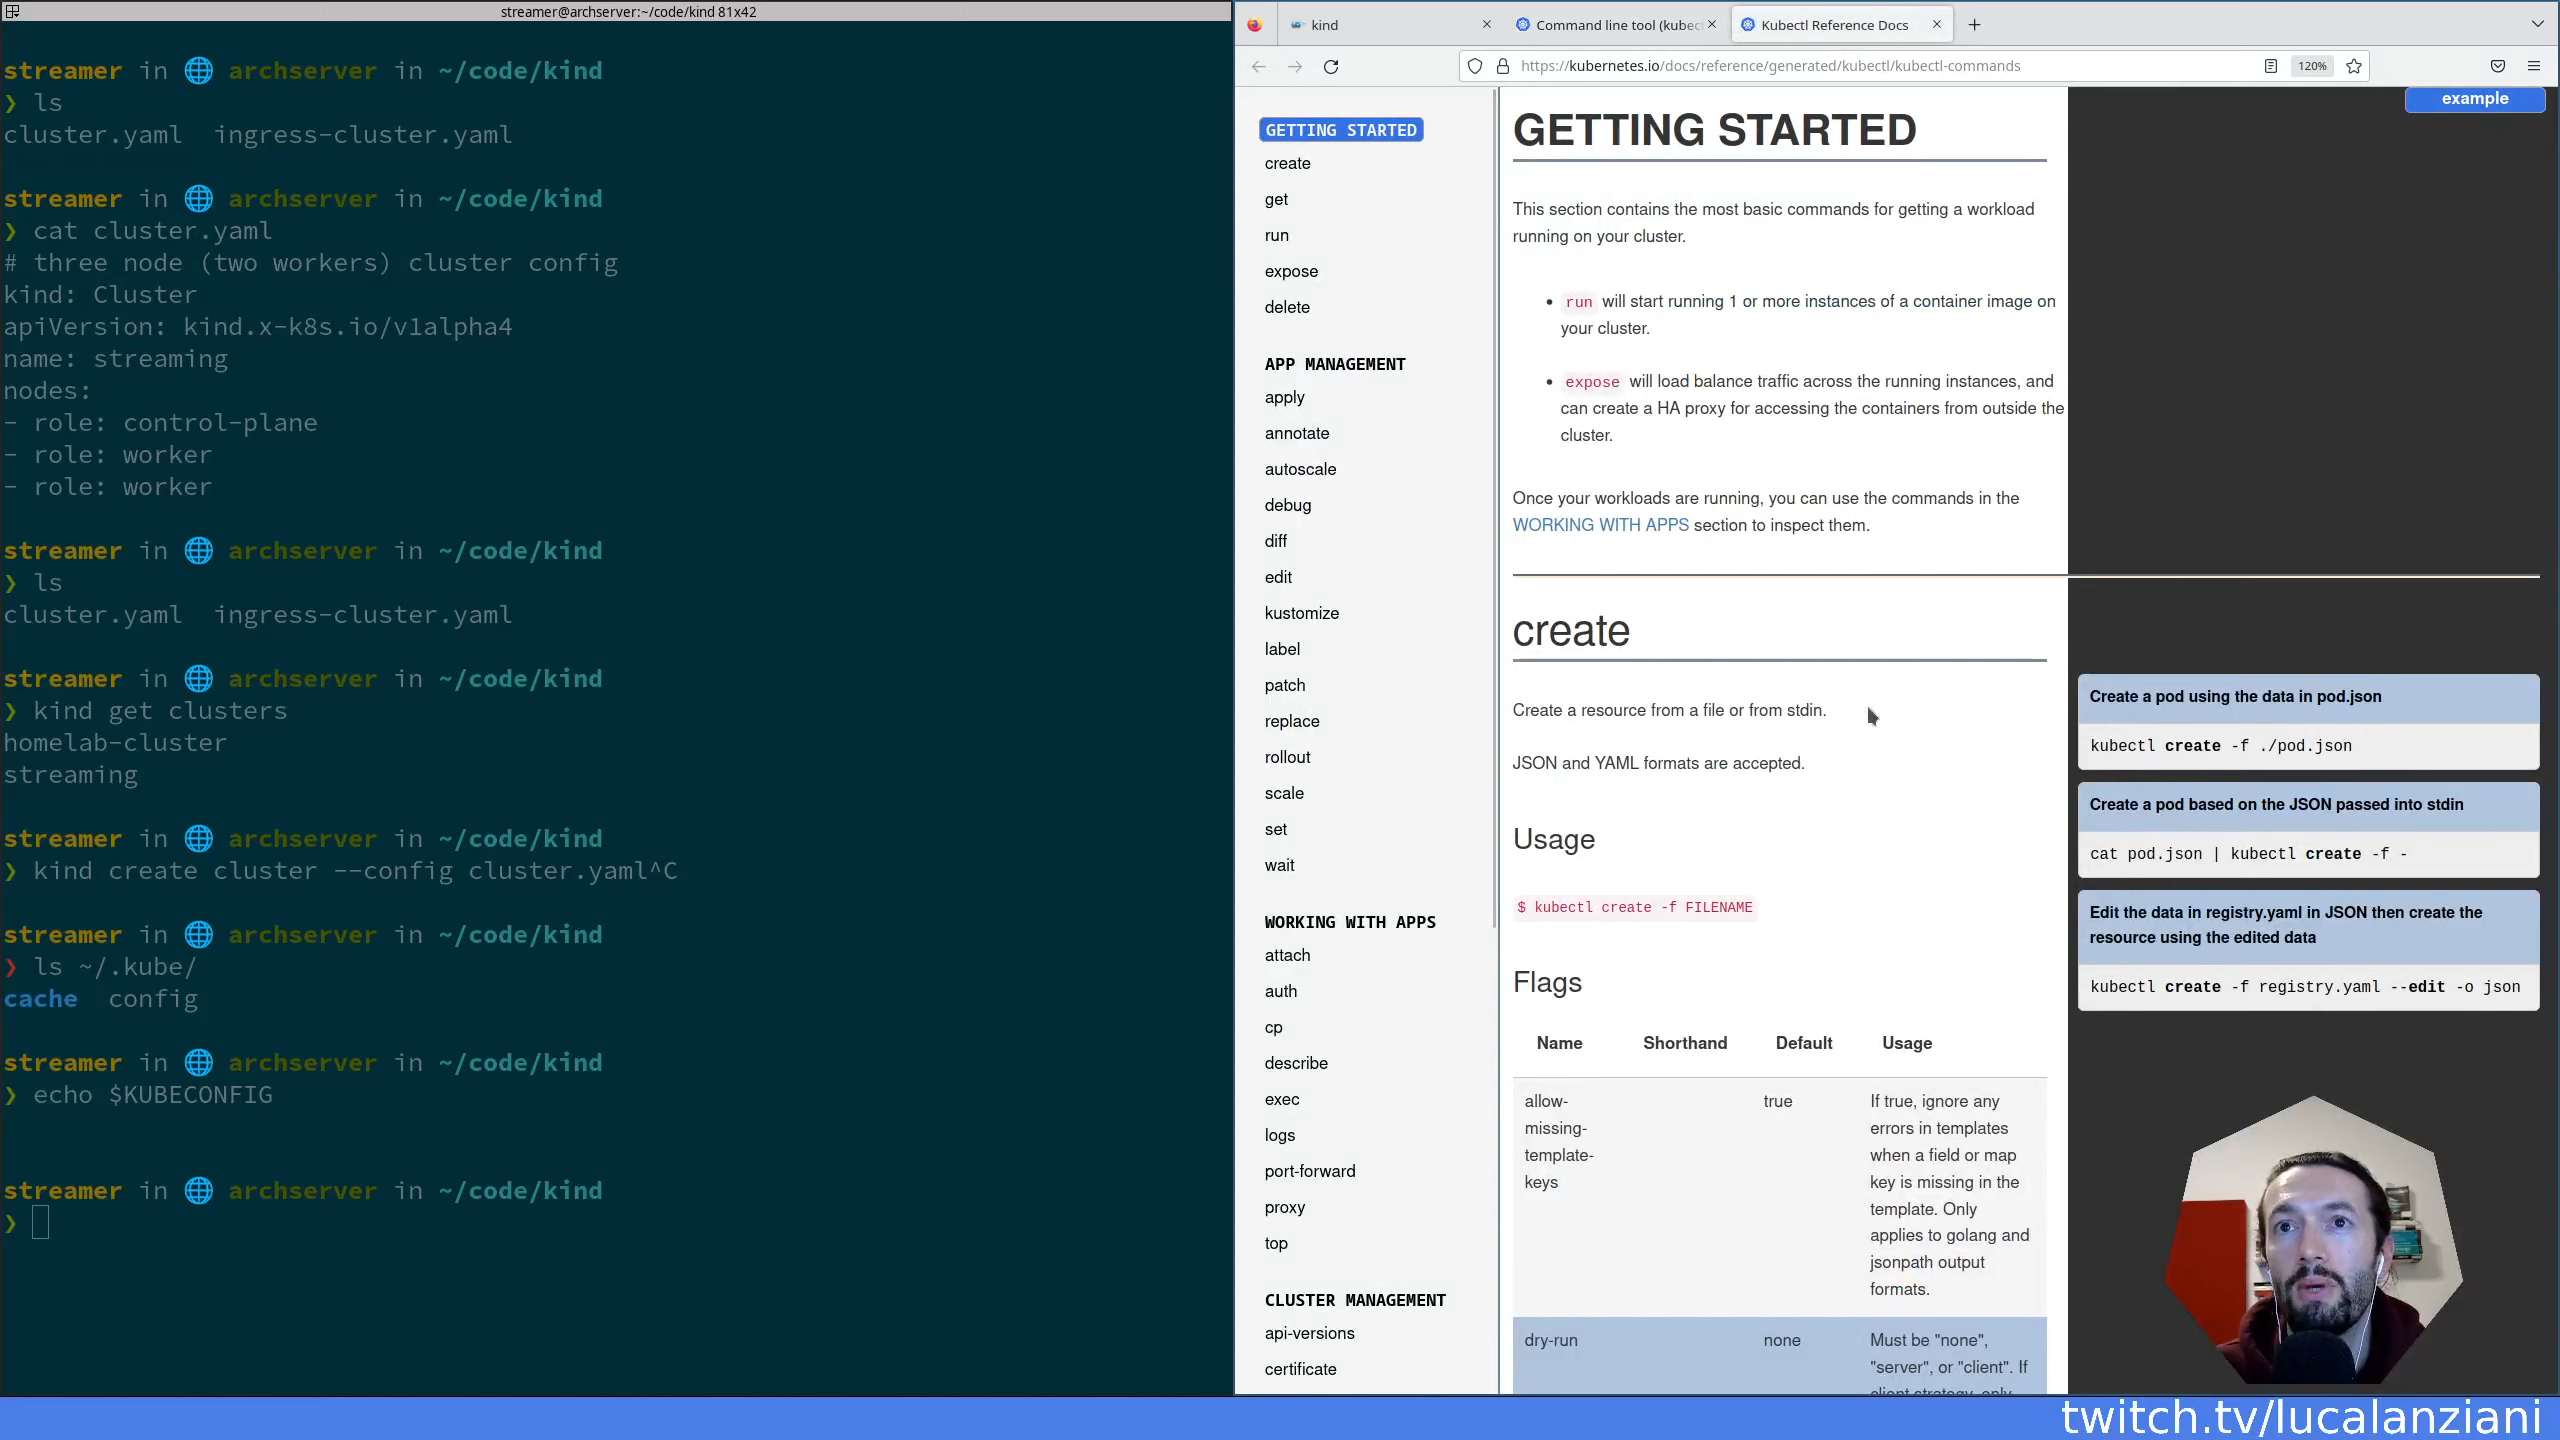 streamer@archserver:~/code/kind 81x42
streamer in 🌐 archserver in ~/code/kind
❯ ls
cluster.yaml  ingress-cluster.yaml
streamer in 🌐 archserver in ~/code/kind
❯ cat cluster.yaml
# three node (two workers) cluster config
kind: Cluster
apiVersion: kind.x-k8s.io/v1alpha4
name: streaming
nodes:
- role: control-plane
- role: worker
- role: worker
streamer in 🌐 archserver in ~/code/kind
❯ ls
cluster.yaml  ingress-cluster.yaml
streamer in 🌐 archserver in ~/code/kind
❯ kind get clusters
homelab-cluster
streaming
streamer in 🌐 archserver in ~/code/kind
❯ kind create cluster --config cluster.yaml^C
streamer in 🌐 archserver in ~/code/kind
❯ ls ~/.kube/
cache  config
streamer in 🌐 archserver in ~/code/kind
❯ echo $KUBECONFIG
streamer in 🌐 archserver in ~/code/kind
❯
kind
Command line tool (kubec
Kubectl Reference Docs
https://kubernetes.io/docs/reference/generated/kubectl/kubectl-commands
120%
GETTING STARTED
create
get
run
expose
delete
APP MANAGEMENT
apply
annotate
autoscale
debug
diff
edit
kustomize
label
patch
replace
rollout
scale
set
wait
WORKING WITH APPS
attach
auth
cp
describe
exec
logs
port-forward
proxy
top
CLUSTER MANAGEMENT
api-versions
certificate
GETTING STARTED
This section contains the most basic commands for getting a workload
running on your cluster.
• run will start running 1 or more instances of a container image on
your cluster.
• expose will load balance traffic across the running instances, and
can create a HA proxy for accessing the containers from outside the
cluster.
Once your workloads are running, you can use the commands in the
WORKING WITH APPS section to inspect them.
create
Create a resource from a file or from stdin.
JSON and YAML formats are accepted.
Usage
$ kubectl create -f FILENAME
Flags
Name Shorthand Default Usage
allow- true If true, ignore any
missing- errors in templates
template- when a field or map
keys key is missing in the
template. Only
applies to golang and
jsonpath output
formats.
dry-run none Must be "none",
"server", or "client". If
client strategy, only
example
Create a pod using the data in pod.json
kubectl create -f ./pod.json
Create a pod based on the JSON passed into stdin
cat pod.json | kubectl create -f -
Edit the data in registry.yaml in JSON then create the
resource using the edited data
kubectl create -f registry.yaml --edit -o json
twitch.tv/lucalanziani